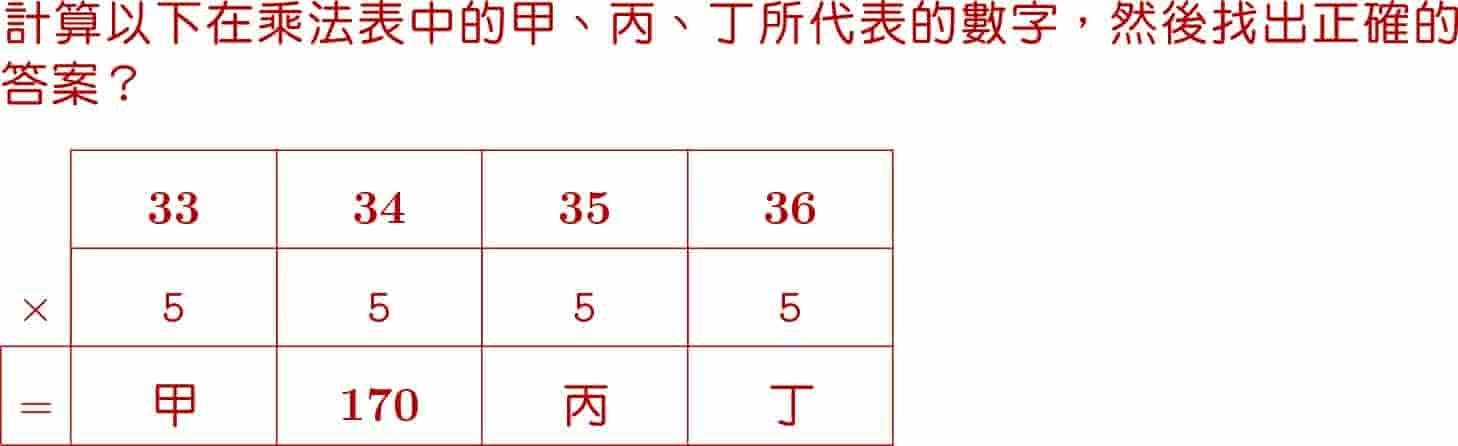 計算以下在乘法表中的甲、丙、丁所代表的數字，然後找出正確的
答案？
33 34 35 36
× 5 5 5 5
= 甲 170 丙 丁